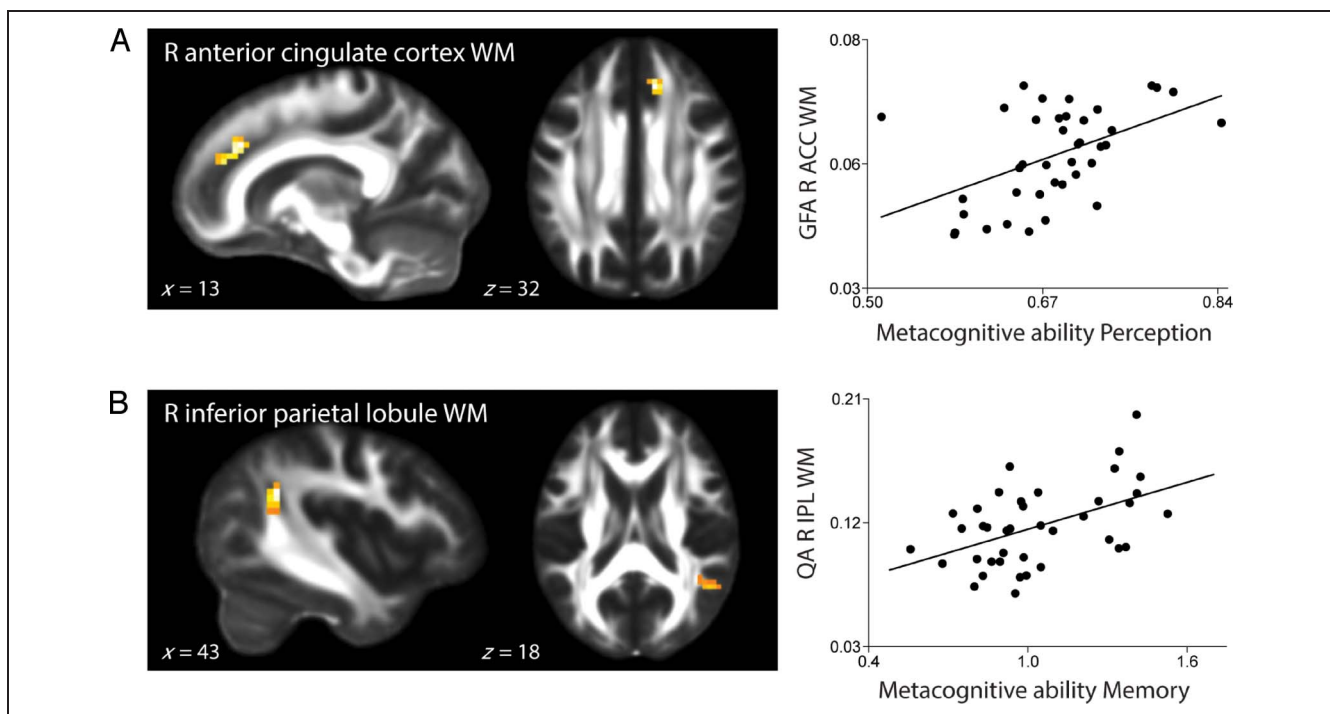 A
R anterior cingulate cortex WM
x = 13
z = 32
0.08
0.06
0.03
GFA R ACC WM
0.50
0.67
0.84
Metacognitive ability Perception
B
R inferior parietal lobule WM
x = 43
z = 18
0.21
0.12
0.03
QA R IPL WM
0.4
1.0
1.6
Metacognitive ability Memory